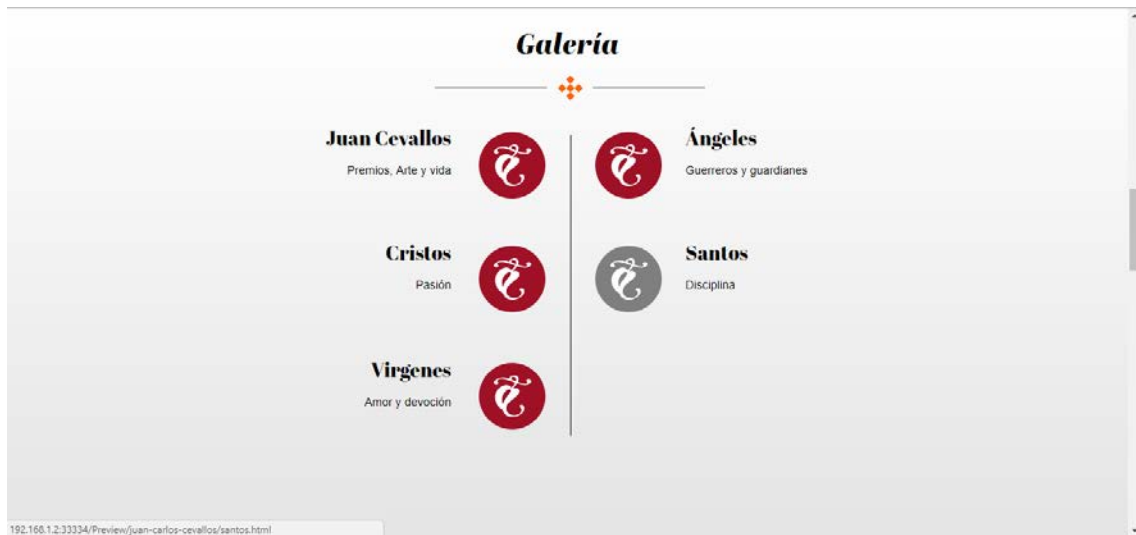 Galería
Juan Cevallos
Premios, Arte y vida
Ángeles
Guerreros y guardianes
Cristos
Pasión
Santos
Disciplina
Virgenes
Amor y devoción
192.168.1.2:33334/Preview/juan-carlos-cevallos/santos.html